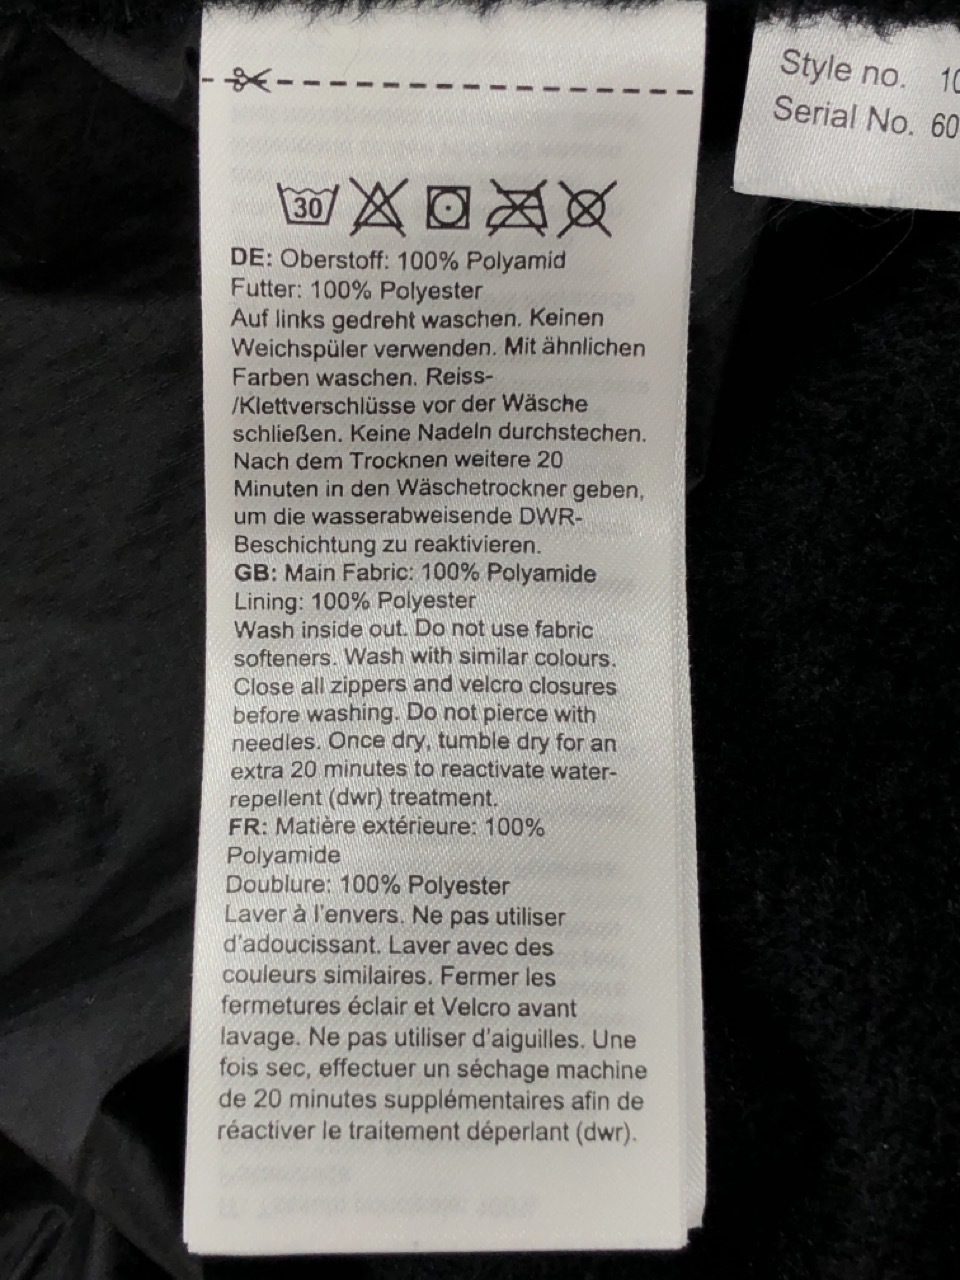 Style no. 10
Serial No. 60
30
DE: Oberstoff: 100% Polyamid
Futter: 100% Polyester
Auf links gedreht waschen. Keinen
Weichspüler verwenden. Mit ähnlichen
Farben waschen. Reiss-
/Klettverschlüsse vor der Wäsche
schließen. Keine Nadeln durchstechen.
Nach dem Trocknen weitere 20
Minuten in den Wäschetrockner geben,
um die wasserabweisende DWR-
Beschichtung zu reaktivieren.
GB: Main Fabric: 100% Polyamide
Lining: 100% Polyester
Wash inside out. Do not use fabric
softeners. Wash with similar colours.
Close all zippers and velcro closures
before washing. Do not pierce with
needles. Once dry, tumble dry for an
extra 20 minutes to reactivate water-
repellent (dwr) treatment.
FR: Matière extérieure: 100%
Polyamide
Doublure: 100% Polyester
Laver à l'envers. Ne pas utiliser
d'adoucissant. Laver avec des
couleurs similaires. Fermer les
fermetures éclair et Velcro avant
lavage. Ne pas utiliser d'aiguilles. Une
fois sec, effectuer un séchage machine
de 20 minutes supplémentaires afin de
réactiver le traitement déperlant (dwr).